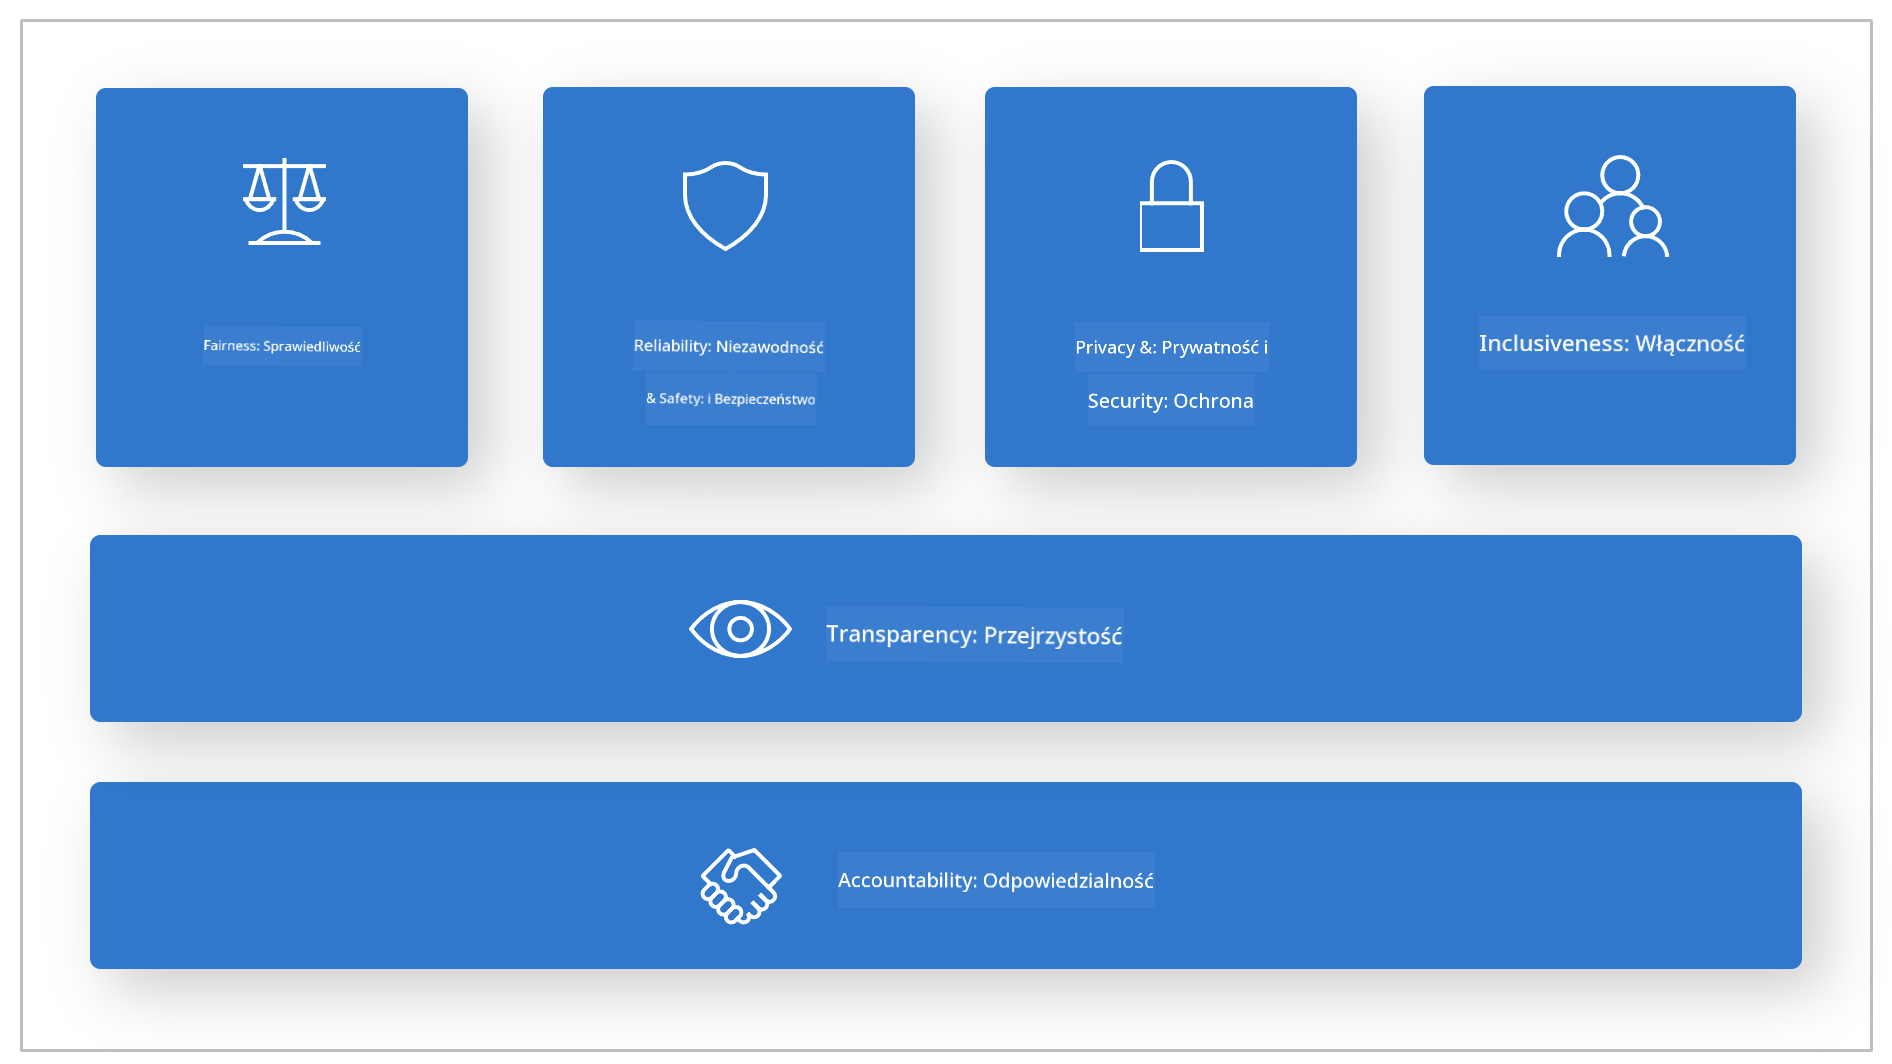 Fairness: Sprawiedliwość
Reliability: Niezawodność
& Safety: i Bezpieczeństwo
Privacy &: Prywatność i
Security: Ochrona
Inclusiveness: Włączność
Transparency: Przejrzystość
Accountability: Odpowiedzialność